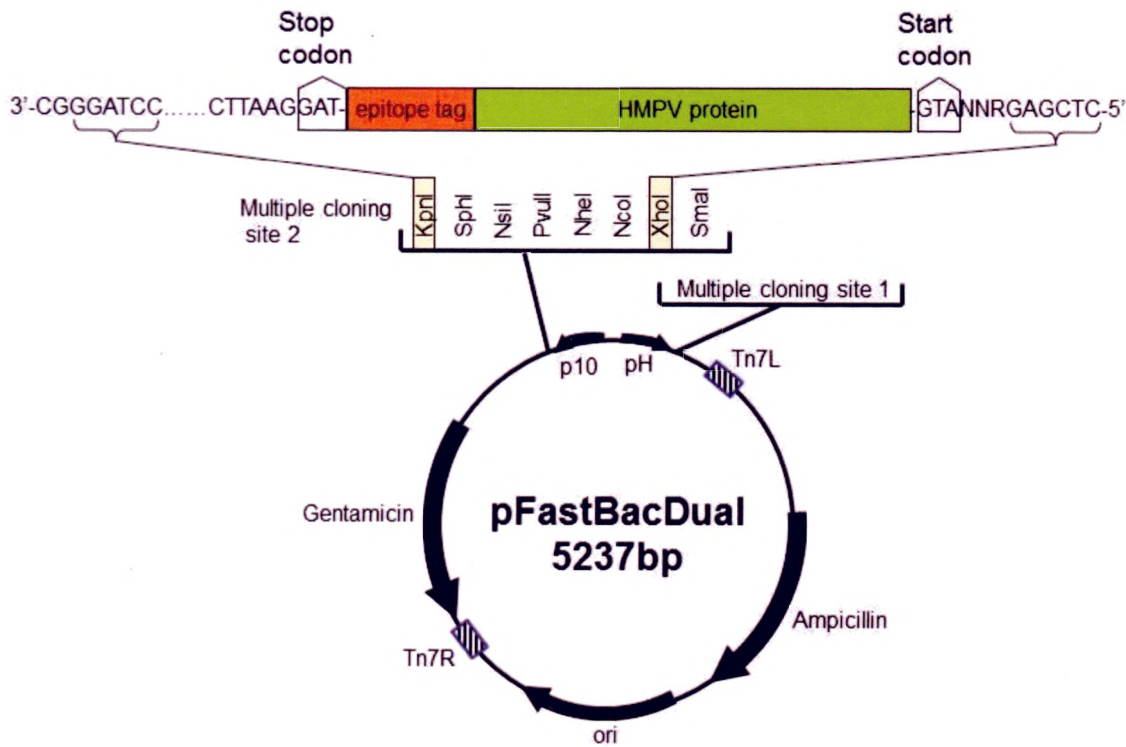 Stop
codon
Start
codon
3'-CGGGATCC......CTTAAGGAT-
epitope tag
HMPV protein
-GTANNRGAGCTC-5'
Multiple cloning
site 2
KpnI
SphI
NsiI
PvuII
NheI
NcoI
XhoI
SmaI
Multiple cloning site 1
p10
pH
Tn7L
Gentamicin
pFastBacDual
5237bp
Ampicillin
Tn7R
ori